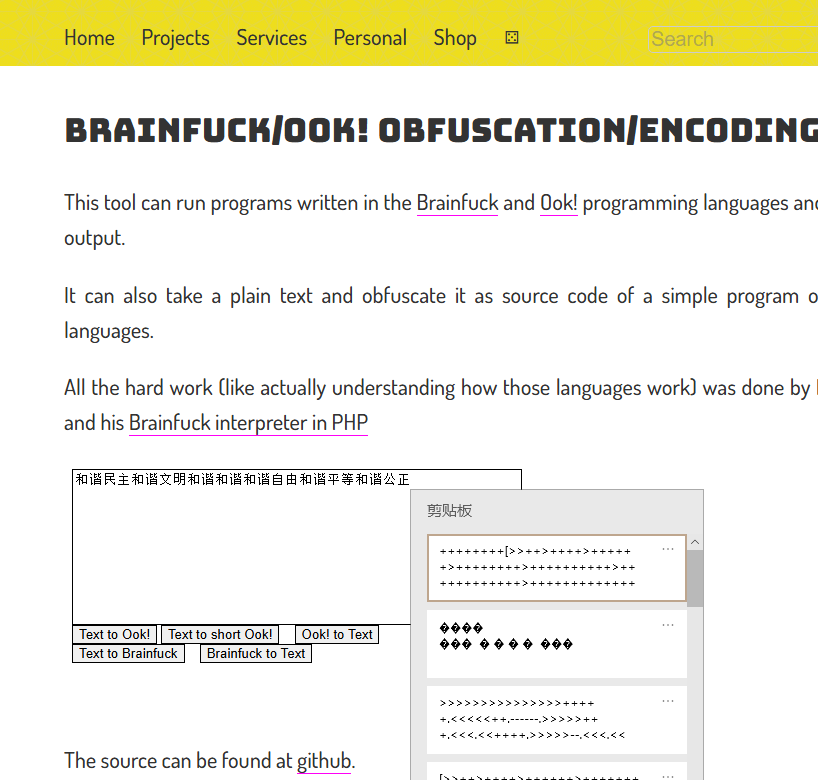 Home Projects Services Personal Shop
Search
BRAINFUCK/OOK! OBFUSCATION/ENCODING
This tool can run programs written in the Brainfuck and Ook! programming languages and
output.
It can also take a plain text and obfuscate it as source code of a simple program o
languages.
All the hard work (like actually understanding how those languages work) was done by
and his Brainfuck interpreter in PHP
和谐民主和谐文明和谐和谐和谐自由和谐平等和谐公正
剪贴板
++++++++[>>++>++++>+++++
+>++++++++>++++++++++>++
++++++++++>+++++++++++++
����
��� � � � � ���
>>>>>>>>>>>>>>>++++
+.<<<<<++.------.>>>>>++
+.<<<.<<++++.>>>>>--.<<<.<<
[>>++>++++>++++++>+++++++
Text to Ook! Text to short Ook! Ook! to Text
Text to Brainfuck Brainfuck to Text
The source can be found at github.